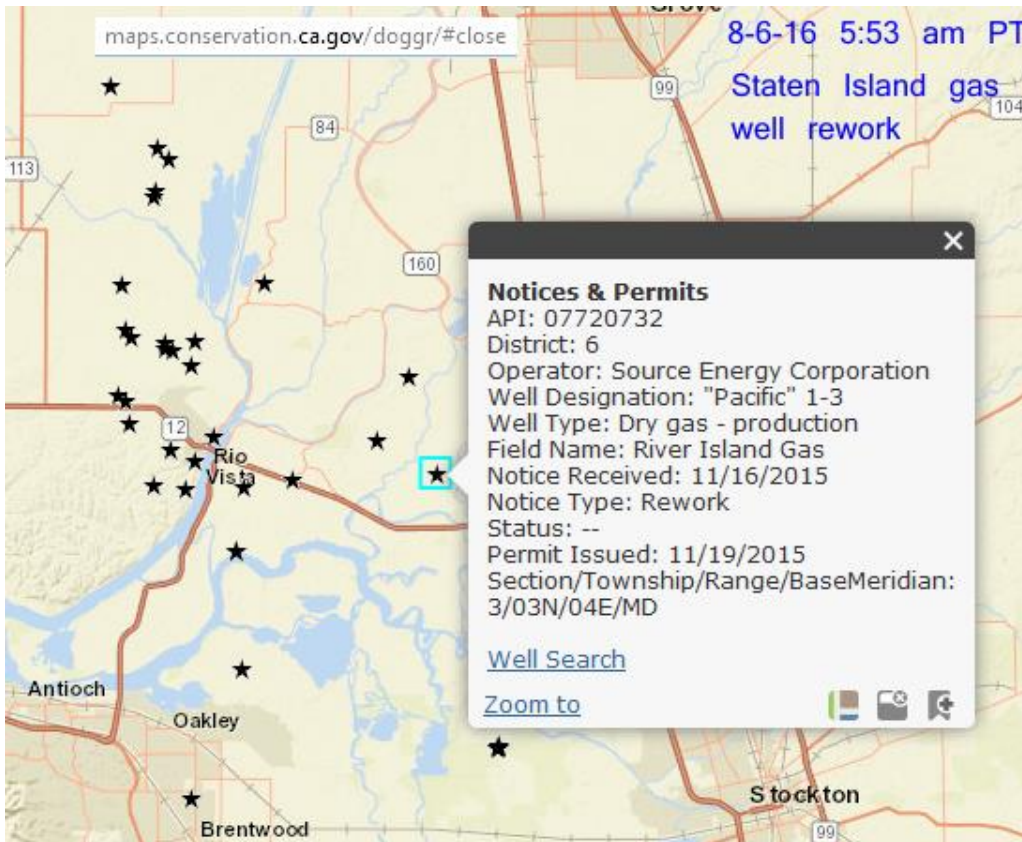 Grove
maps.conservation.ca.gov/doggr/#close
8-6-16 5:53 am PT
Staten Island gas
well rework
99
104
84
113
160
Notices & Permits
API: 07720732
District: 6
Operator: Source Energy Corporation
Well Designation: "Pacific" 1-3
Well Type: Dry gas - production
Field Name: River Island Gas
Notice Received: 11/16/2015
Notice Type: Rework
Status: --
Permit Issued: 11/19/2015
Section/Township/Range/BaseMeridian:
3/03N/04E/MD
Well Search
Zoom to
12
Rio
Vista
Antioch
Oakley
Stockton
Brentwood
99